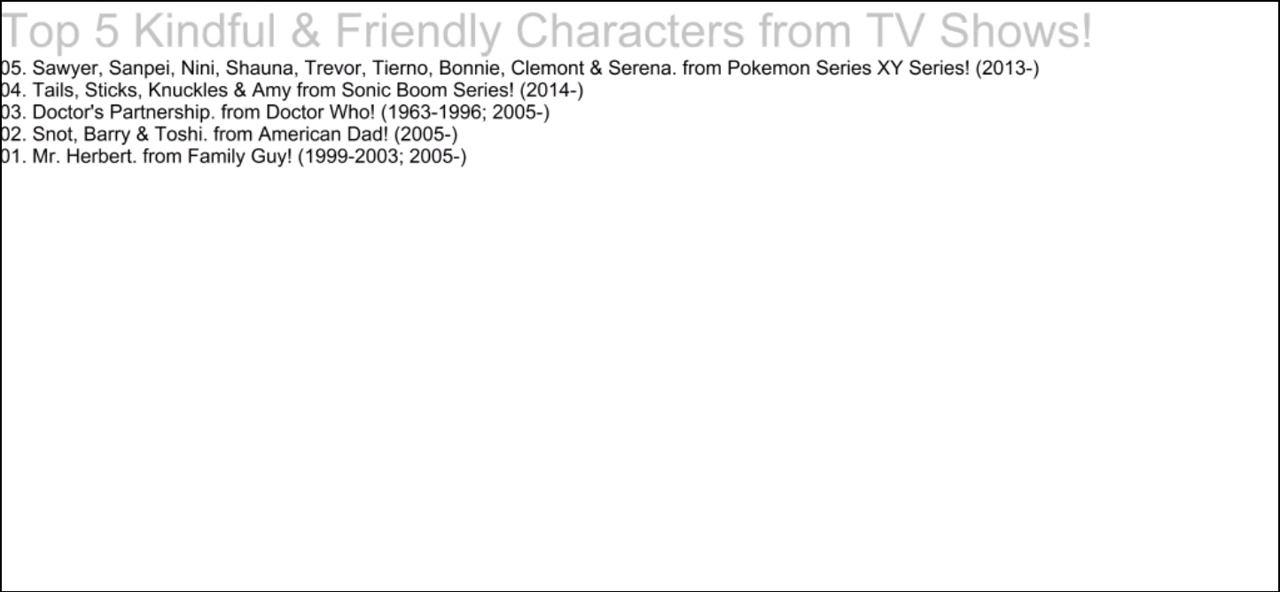 Top 5 Kindful & Friendly Characters from TV Shows!
05. Sawyer, Sanpei, Nini, Shauna, Trevor, Tierno, Bonnie, Clemont & Serena. from Pokemon Series XY Series! (2013-)
04. Tails, Sticks, Knuckles & Amy from Sonic Boom Series! (2014-)
03. Doctor's Partnership. from Doctor Who! (1963-1996; 2005-)
02. Snot, Barry & Toshi. from American Dad! (2005-)
01. Mr. Herbert. from Family Guy! (1999-2003; 2005-)